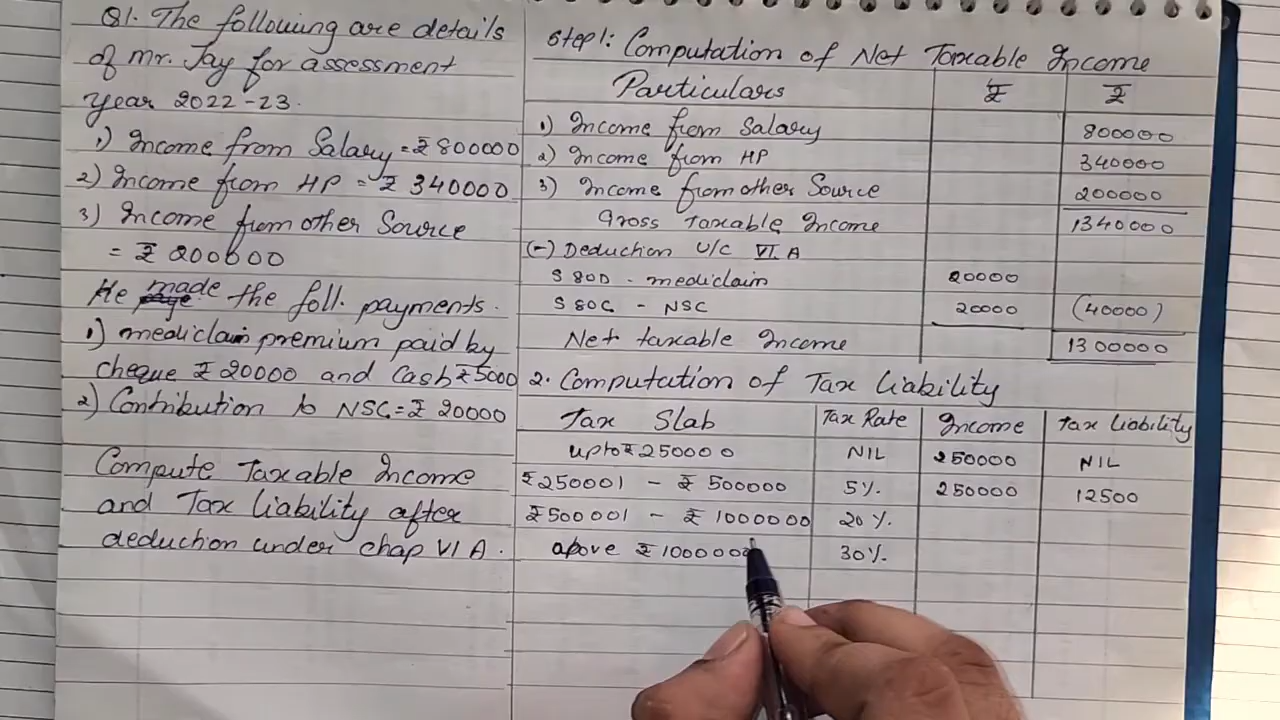 Q1. The following are details
of Mr. Jay for assessment
year 2022-23.
1) Income from Salary = ₹ 800000
2) Income from HP = ₹ 340000
3) Income from other Source
= ₹ 200000
He made the foll. payments.
1) mediclaim premium paid by
cheque ₹ 20000 and Cash ₹ 5000
2) Contribution to NSC = ₹ 20000
Compute Taxable Income
and Tax liability after
deduction under chap VI A.
Step 1: Computation of Net Taxable Income
Particulars ₹ ₹
1) Income from Salary 800000
2) Income from HP 340000
3) Income from other Source 200000
Gross Taxable Income 1340000
(-) Deduction U/C VI.A
S 80D - mediclaim 20000
S 80C - NSC 20000 (40000)
Net taxable Income 1300000
2. Computation of Tax Liability
Tax Slab Tax Rate Income Tax Liability
upto ₹ 250000 NIL 250000 NIL
₹ 250001 - ₹ 500000 5% 250000 12500
₹ 500001 - ₹ 1000000 20%
above ₹ 1000000 30%